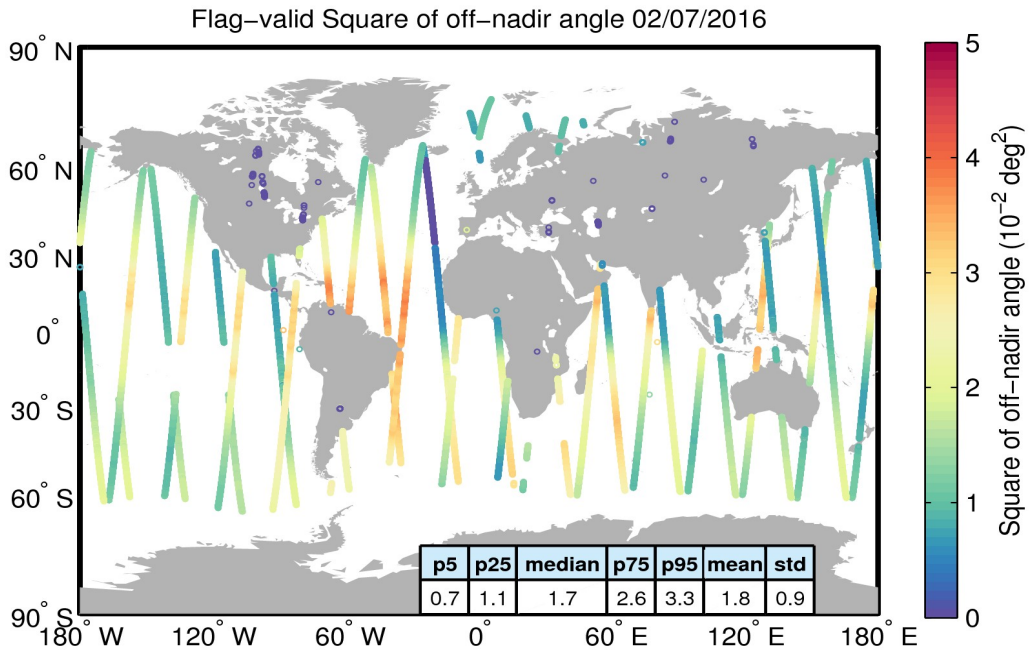 Flag−valid Square of off−nadir angle 02/07/2016
90° N
60° N
30° N
0°
30° S
60° S
90° S
180° W
120° W
60° W
0°
60° E
120° E
180° E
p5 p25 median p75 p95 mean std
0.7 1.1 1.7 2.6 3.3 1.8 0.9
5
4
3
2
1
0
Square of off−nadir angle (10⁻² deg²)